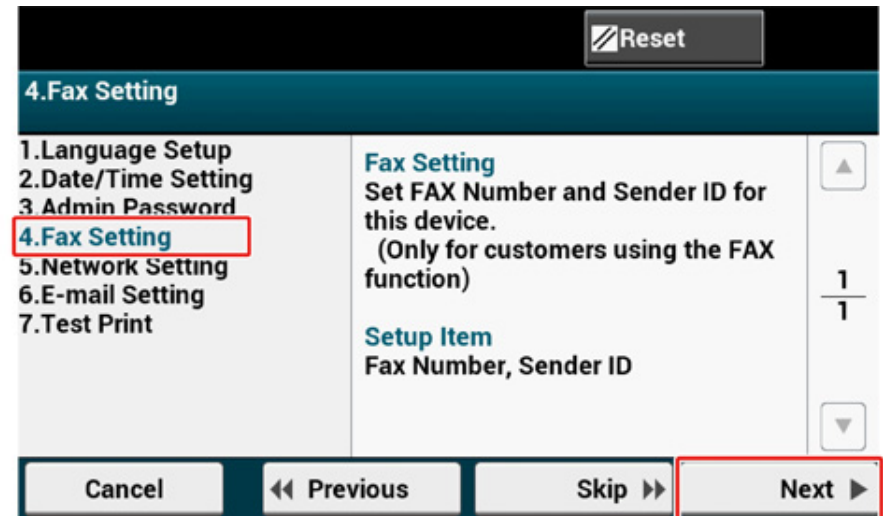 Reset
4.Fax Setting
1.Language Setup
2.Date/Time Setting
3.Admin Password
4.Fax Setting
5.Network Setting
6.E-mail Setting
7.Test Print
Fax Setting
Set FAX Number and Sender ID for
this device.
(Only for customers using the FAX
function)
Setup Item
Fax Number, Sender ID
1
1
Cancel
Previous
Skip
Next